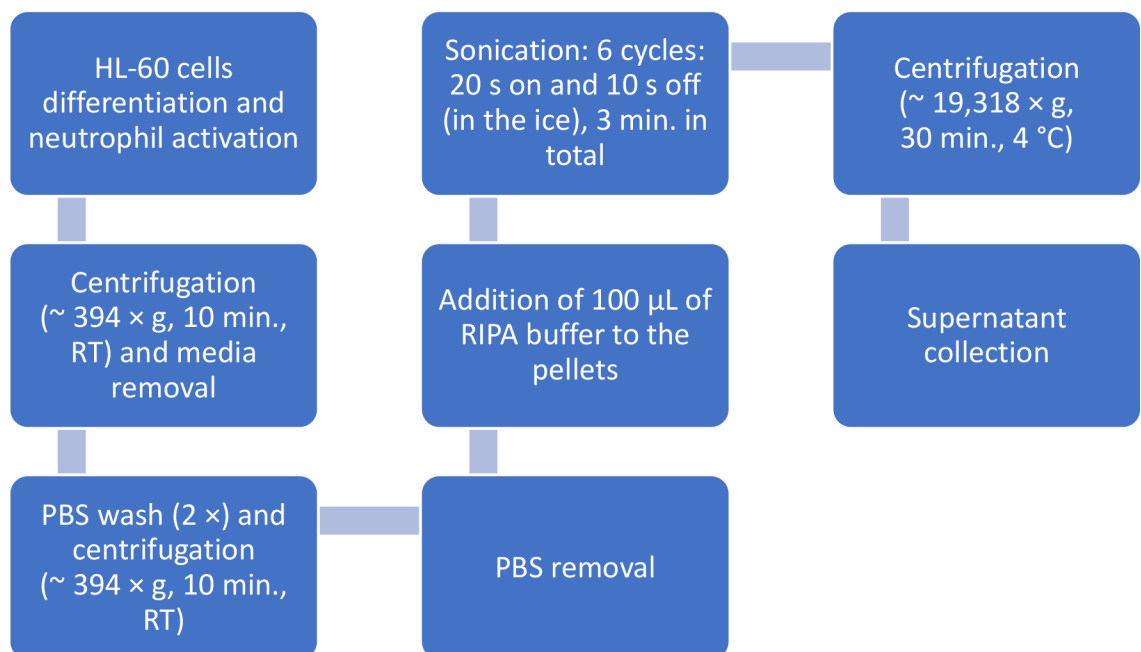 HL-60 cells
differentiation and
neutrophil activation
Centrifugation
(~ 394 × g, 10 min.,
RT) and media
removal
PBS wash (2 ×) and
centrifugation
(~ 394 × g, 10 min.,
RT)
PBS removal
Addition of 100 µL of
RIPA buffer to the
pellets
Sonication: 6 cycles:
20 s on and 10 s off
(in the ice), 3 min. in
total
Centrifugation
(~ 19,318 × g,
30 min., 4 °C)
Supernatant
collection